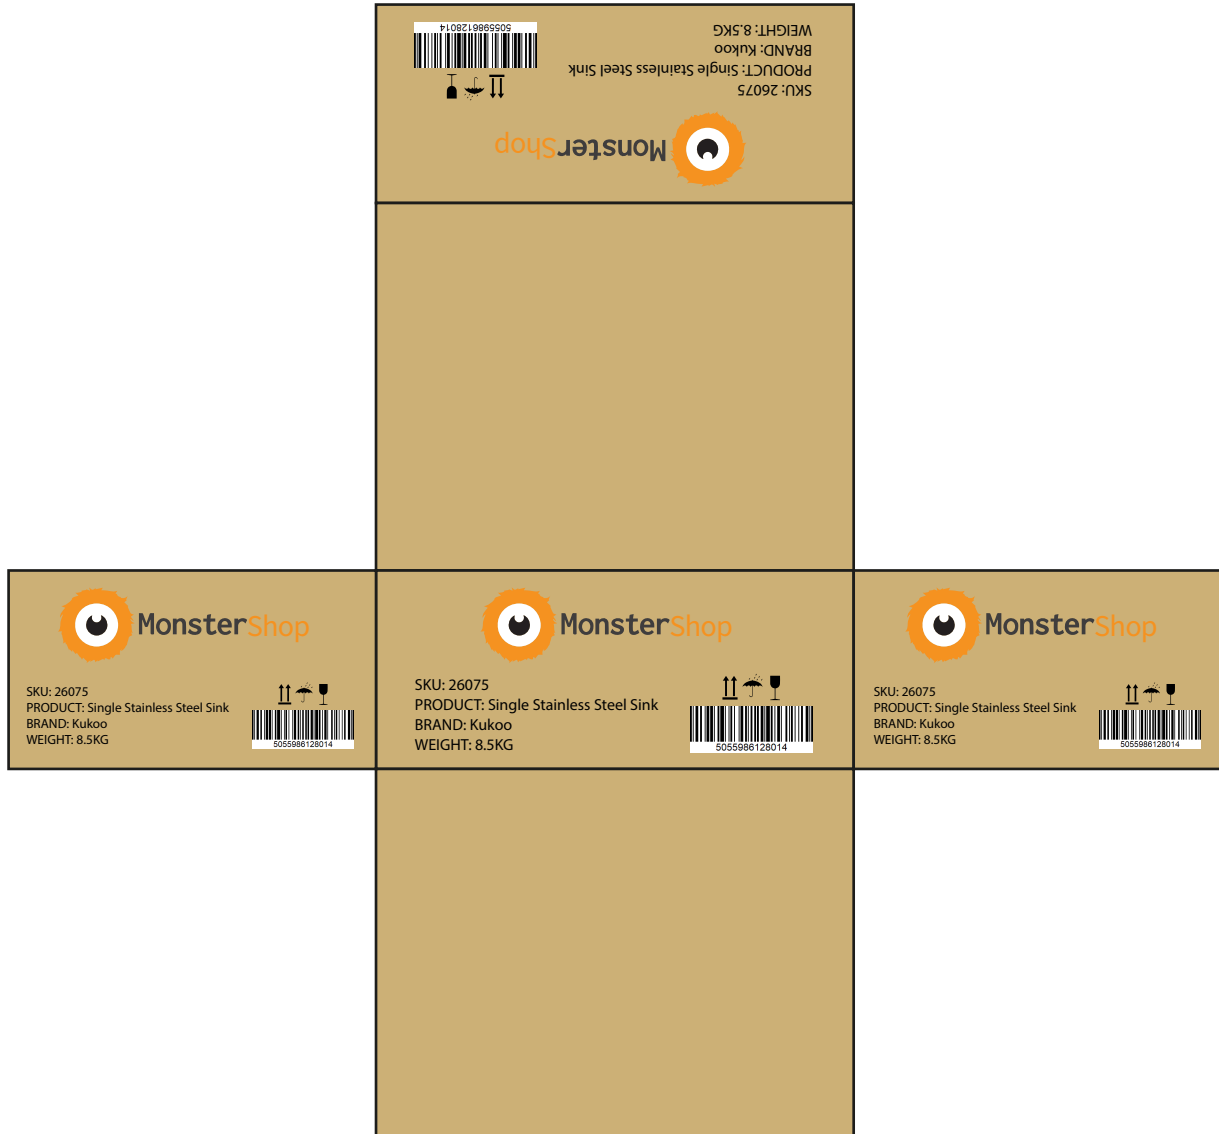 5055986128014
WEIGHT: 8.5KG
BRAND: Kukoo
PRODUCT: Single Stainless Steel Sink
SKU: 26075
MonsterShop
MonsterShop
SKU: 26075
PRODUCT: Single Stainless Steel Sink
BRAND: Kukoo
WEIGHT: 8.5KG
5055986128014
MonsterShop
SKU: 26075
PRODUCT: Single Stainless Steel Sink
BRAND: Kukoo
WEIGHT: 8.5KG
5055986128014
MonsterShop
SKU: 26075
PRODUCT: Single Stainless Steel Sink
BRAND: Kukoo
WEIGHT: 8.5KG
5055986128014